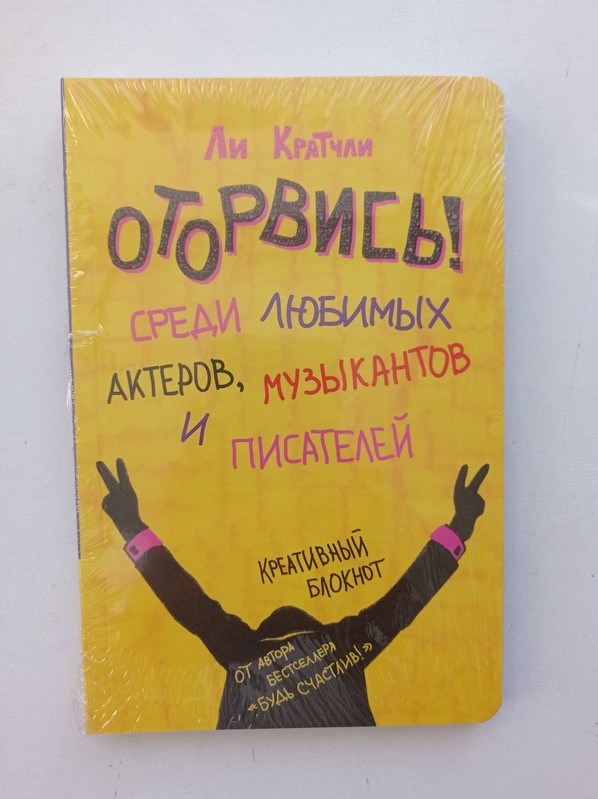 Ли Кратчли
ОТОРВИСЬ!
СРЕДИ ЛЮБИМЫХ
АКТЕРОВ, МУЗЫКАНТОВ
И ПИСАТЕЛЕЙ
КРЕАТИВНЫЙ
БЛОКНОТ
ОТ АВТОРА
БЕСТСЕЛЛЕРА
«БУДЬ СЧАСТЛИВ!»